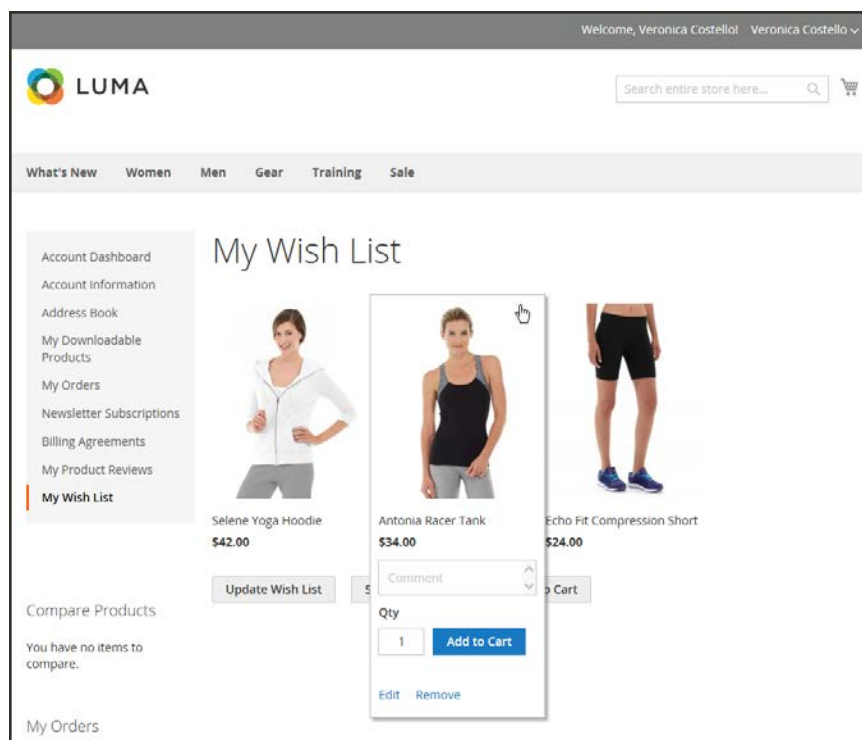 Welcome, Veronica Costello! Veronica Costello
LUMA
Search entire store here...
What's New Women Men Gear Training Sale
My Wish List
Account Dashboard
Account Information
Address Book
My Downloadable
Products
My Orders
Newsletter Subscriptions
Billing Agreements
My Product Reviews
My Wish List
Selene Yoga Hoodie
$42.00
Antonia Racer Tank
$34.00
Echo Fit Compression Short
$24.00
Comment
Qty
1 Add to Cart
Edit Remove
Update Wish List
Cart
Compare Products
You have no items to
compare.
My Orders